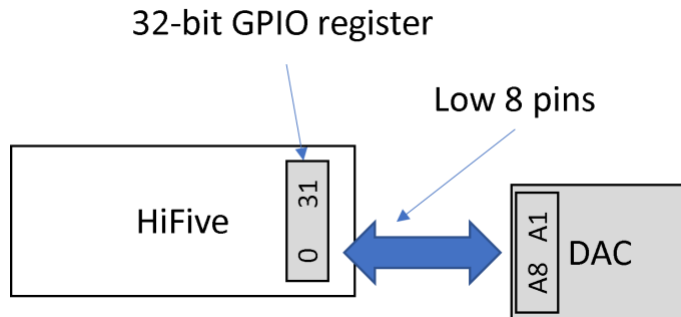 32-bit GPIO register
Low 8 pins
HiFive
0 31
A8 A1
DAC